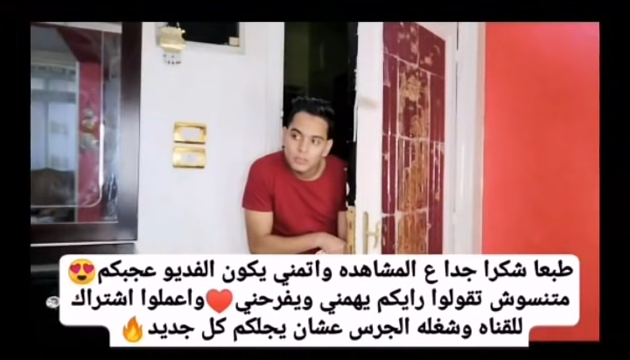 طبعا شكرا جدا ع المشاهده واتمني يكون الفديو عجبكم😍
متنسوش تقولوا رايكم يهمني ويفرحني❤️واعملوا اشتراك
للقناه وشغله الجرس عشان يجلكم كل جديد🔥